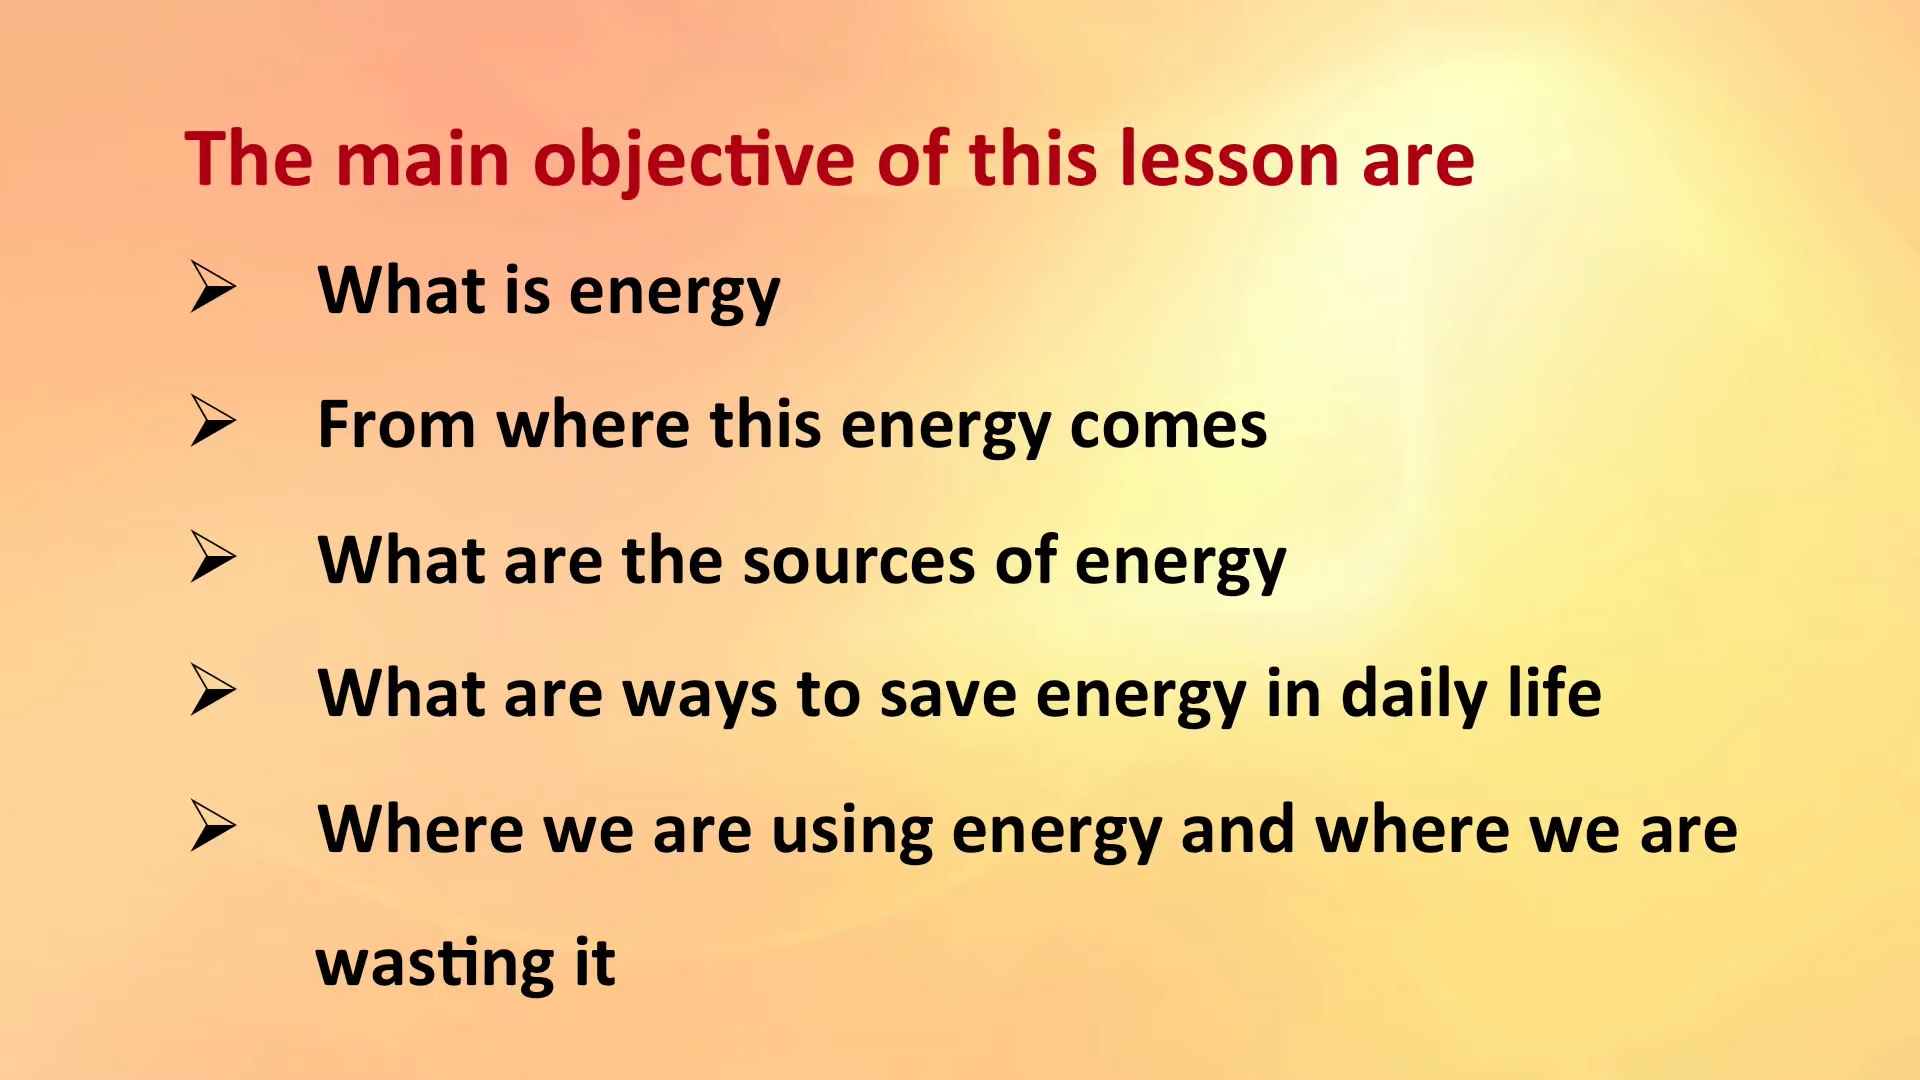 The main objective of this lesson are
➢ What is energy
➢ From where this energy comes
➢ What are the sources of energy
➢ What are ways to save energy in daily life
➢ Where we are using energy and where we are
wasting it